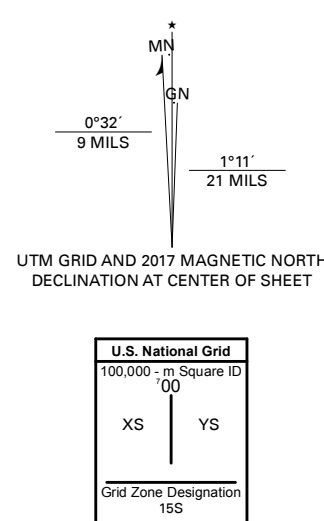 ★
MN
GN
0°32´
9 MILS
1°11´
21 MILS
UTM GRID AND 2017 MAGNETIC NORTH
DECLINATION AT CENTER OF SHEET
U.S. National Grid
100,000 - m Square ID
⁷00
XS YS
Grid Zone Designation
15S